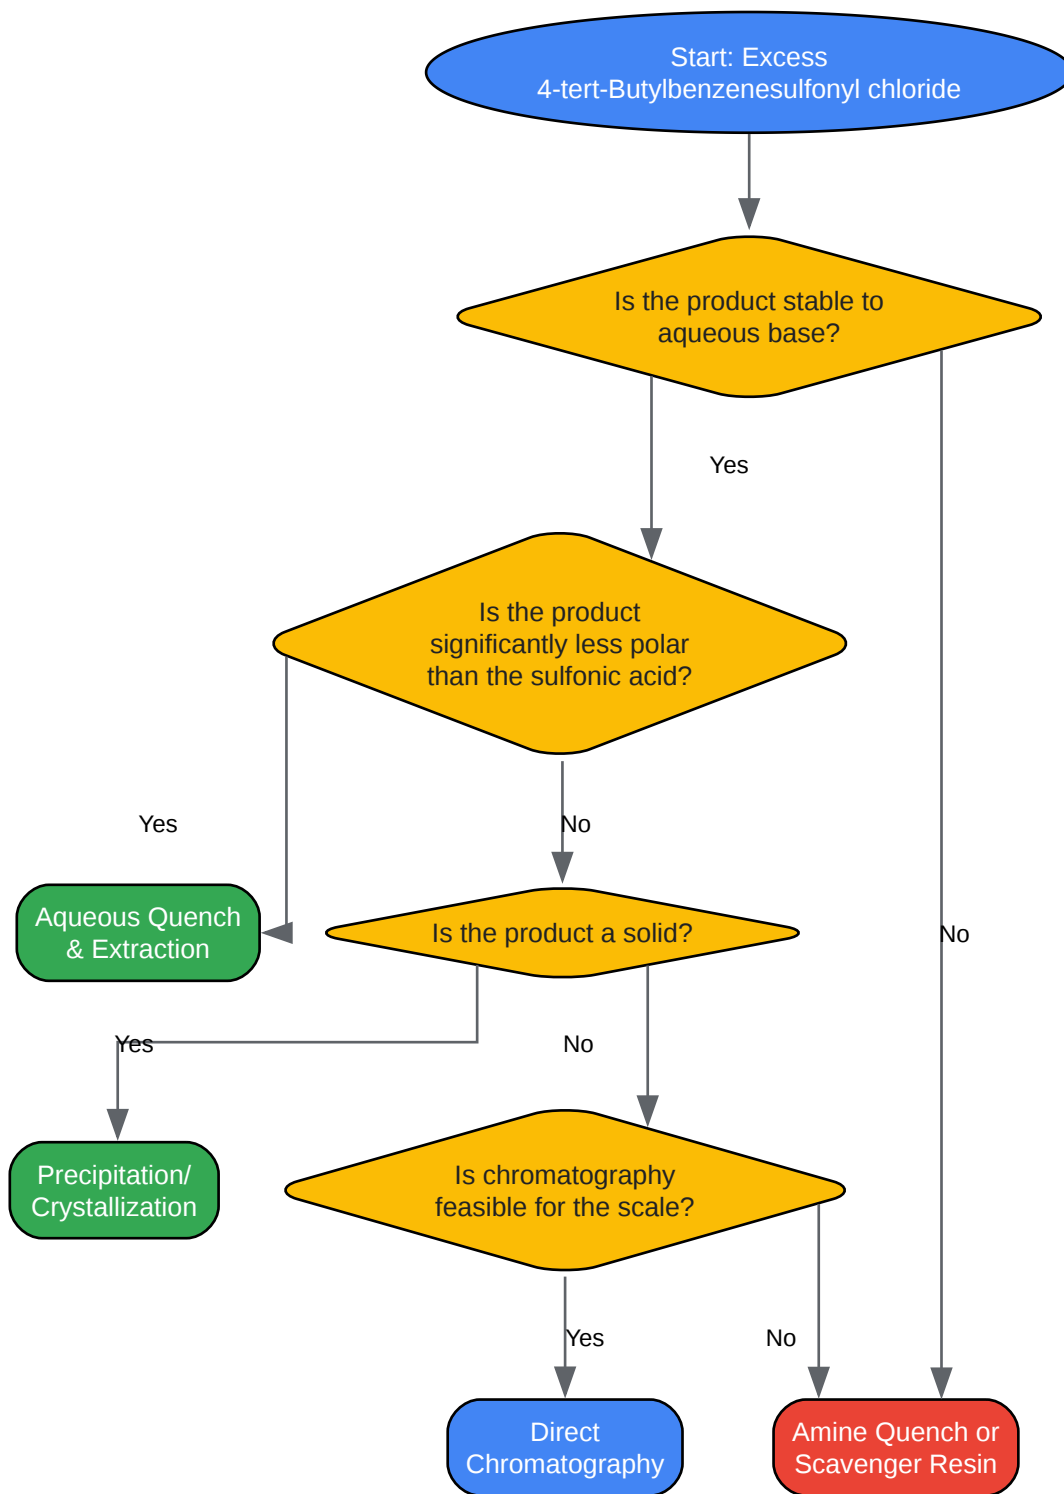 Start: Excess
4-tert-Butylbenzenesulfonyl chloride
Is the product stable to
aqueous base?
Yes
Is the product
significantly less polar
than the sulfonic acid?
Yes
No
Aqueous Quench
& Extraction
Is the product a solid?
No
Yes
No
Precipitation/
Crystallization
Is chromatography
feasible for the scale?
Yes
No
Direct
Chromatography
Amine Quench or
Scavenger Resin